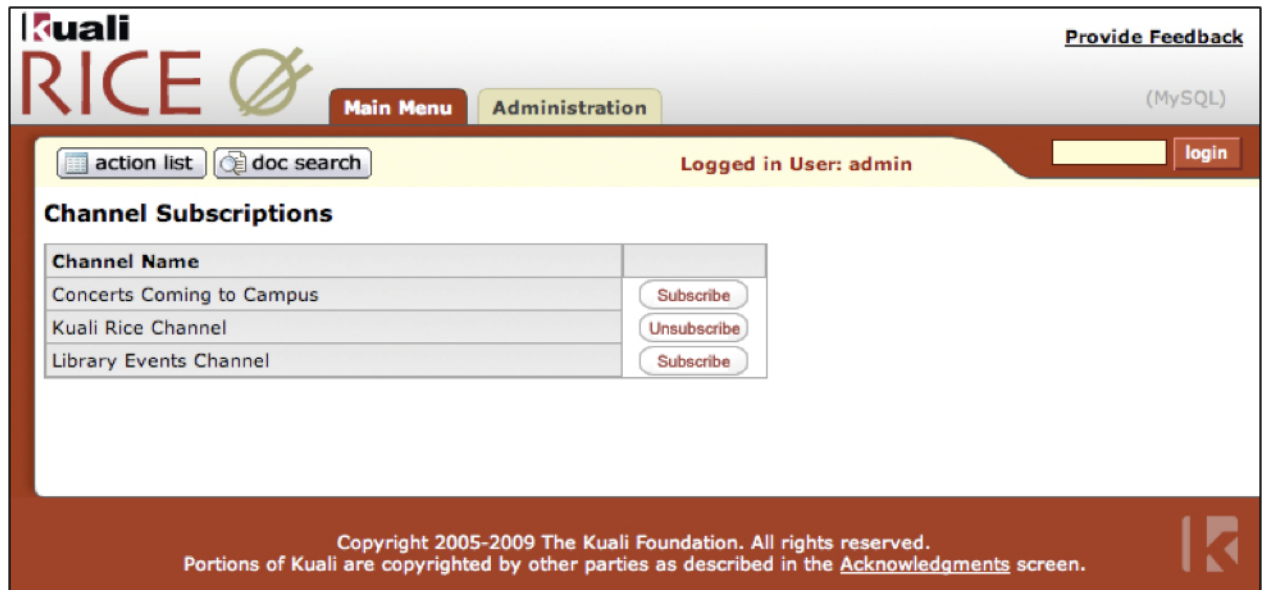 Kuali
RICE
Provide Feedback
Main Menu
Administration
(MySQL)
action list
doc search
Logged in User: admin
login
Channel Subscriptions
Channel Name
Concerts Coming to Campus
Subscribe
Kuali Rice Channel
Unsubscribe
Library Events Channel
Subscribe
Copyright 2005-2009 The Kuali Foundation. All rights reserved.
Portions of Kuali are copyrighted by other parties as described in the Acknowledgments screen.